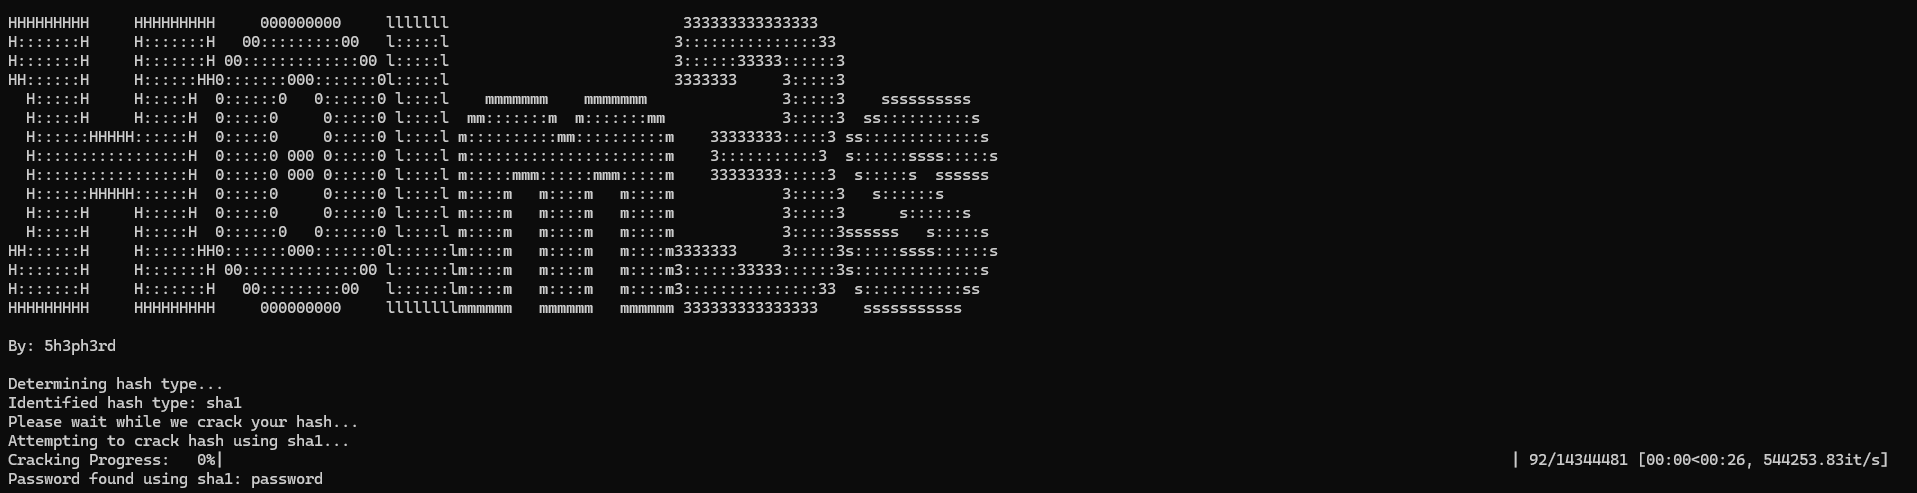 HHHHHHHHH     HHHHHHHHH     000000000     lllllll                          333333333333333
H:::::::H     H:::::::H   00:::::::::00   l:::::l                         3:::::::::::::::33
H:::::::H     H:::::::H 00:::::::::::::00 l:::::l                         3::::::33333::::::3
HH::::::H     H::::::HH0:::::::000:::::::0l:::::l                         3333333     3:::::3
  H:::::H     H:::::H  0::::::0   0::::::0 l::::l    mmmmmmm    mmmmmmm               3:::::3    ssssssssss
  H:::::H     H:::::H  0:::::0     0:::::0 l::::l  mm:::::::m  m:::::::mm             3:::::3  ss::::::::::s
  H::::::HHHHH::::::H  0:::::0     0:::::0 l::::l m::::::::::mm::::::::::m    33333333:::::3 ss:::::::::::::s
  H:::::::::::::::::H  0:::::0 000 0:::::0 l::::l m::::::::::::::::::::::m    3:::::::::::3  s::::::ssss:::::s
  H:::::::::::::::::H  0:::::0 000 0:::::0 l::::l m:::::mmm::::::mmm:::::m    33333333:::::3  s:::::s  ssssss
  H::::::HHHHH::::::H  0:::::0     0:::::0 l::::l m::::m   m::::m   m::::m            3:::::3   s::::::s
  H:::::H     H:::::H  0:::::0     0:::::0 l::::l m::::m   m::::m   m::::m            3:::::3      s::::::s
  H:::::H     H:::::H  0::::::0   0::::::0 l::::l m::::m   m::::m   m::::m            3:::::3ssssss   s:::::s
HH::::::H     H::::::HH0:::::::000:::::::0l::::::lm::::m   m::::m   m::::m3333333     3:::::3s:::::ssss::::::s
H:::::::H     H:::::::H 00:::::::::::::00 l::::::lm::::m   m::::m   m::::m3::::::33333::::::3s::::::::::::::s
H:::::::H     H:::::::H   00:::::::::00   l::::::lm::::m   m::::m   m::::m3:::::::::::::::33  s:::::::::::ss
HHHHHHHHH     HHHHHHHHH     000000000     llllllllmmmmmm   mmmmmm   mmmmmm 333333333333333     sssssssssss
By: 5h3ph3rd
Determining hash type...
Identified hash type: sha1
Please wait while we crack your hash...
Attempting to crack hash using sha1...
Cracking Progress:   0%| | 92/14344481 [00:00<00:26, 544253.83it/s]
Password found using sha1: password